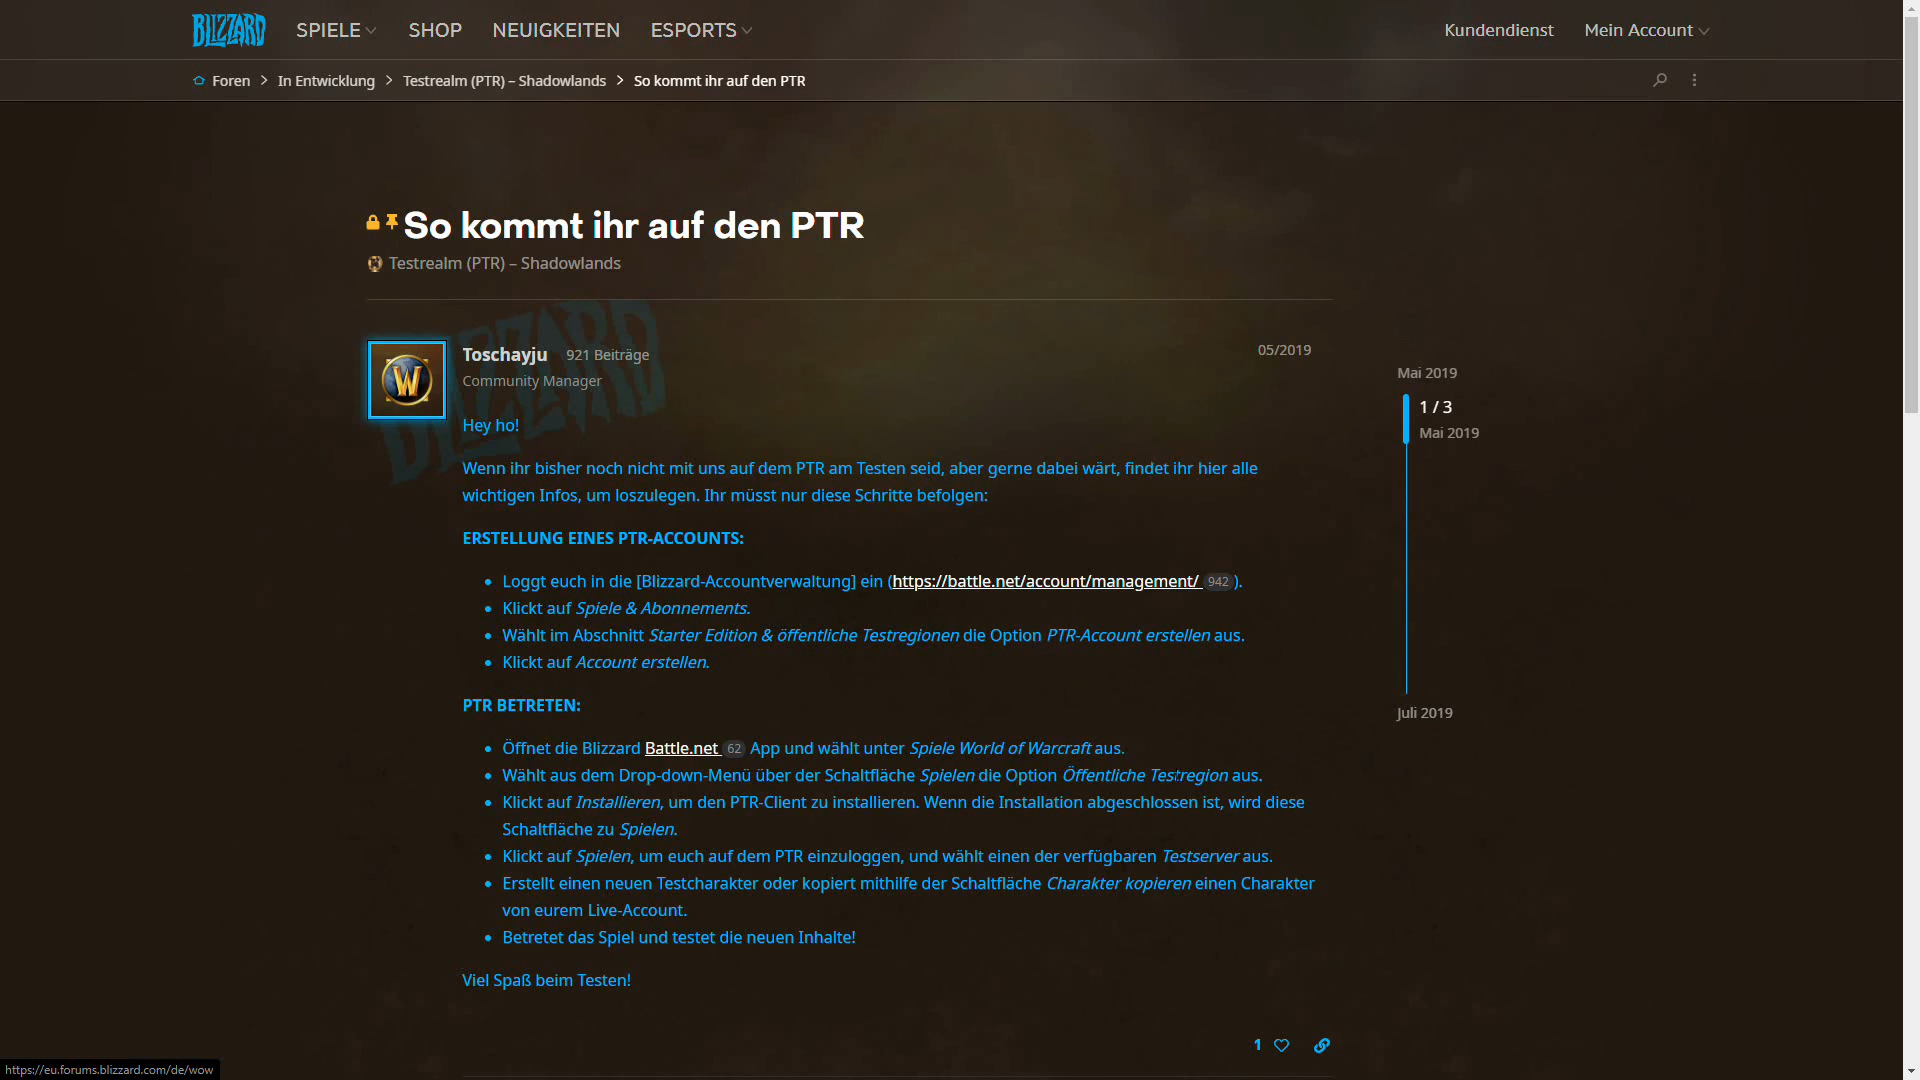 BLIZZARD SPIELE SHOP NEUIGKEITEN ESPORTS Kundendienst Mein Account
Foren > In Entwicklung > Testrealm (PTR) – Shadowlands > So kommt ihr auf den PTR
So kommt ihr auf den PTR
Testrealm (PTR) – Shadowlands
BLIZZARD
Toschayju 921 Beiträge 05/2019
Community Manager
Hey ho!
Wenn ihr bisher noch nicht mit uns auf dem PTR am Testen seid, aber gerne dabei wärt, findet ihr hier alle
wichtigen Infos, um loszulegen. Ihr müsst nur diese Schritte befolgen:
ERSTELLUNG EINES PTR-ACCOUNTS:
• Loggt euch in die [Blizzard-Accountverwaltung] ein (https://battle.net/account/management/ 942 ).
• Klickt auf Spiele & Abonnements.
• Wählt im Abschnitt Starter Edition & öffentliche Testregionen die Option PTR-Account erstellen aus.
• Klickt auf Account erstellen.
PTR BETRETEN:
• Öffnet die Blizzard Battle.net 62 App und wählt unter Spiele World of Warcraft aus.
• Wählt aus dem Drop-down-Menü über der Schaltfläche Spielen die Option Öffentliche Testregion aus.
• Klickt auf Installieren, um den PTR-Client zu installieren. Wenn die Installation abgeschlossen ist, wird diese
Schaltfläche zu Spielen.
• Klickt auf Spielen, um euch auf dem PTR einzuloggen, und wählt einen der verfügbaren Testserver aus.
• Erstellt einen neuen Testcharakter oder kopiert mithilfe der Schaltfläche Charakter kopieren einen Charakter
von eurem Live-Account.
• Betretet das Spiel und testet die neuen Inhalte!
Viel Spaß beim Testen!
1
Mai 2019
1 / 3
Mai 2019
Juli 2019
https://eu.forums.blizzard.com/de/wow